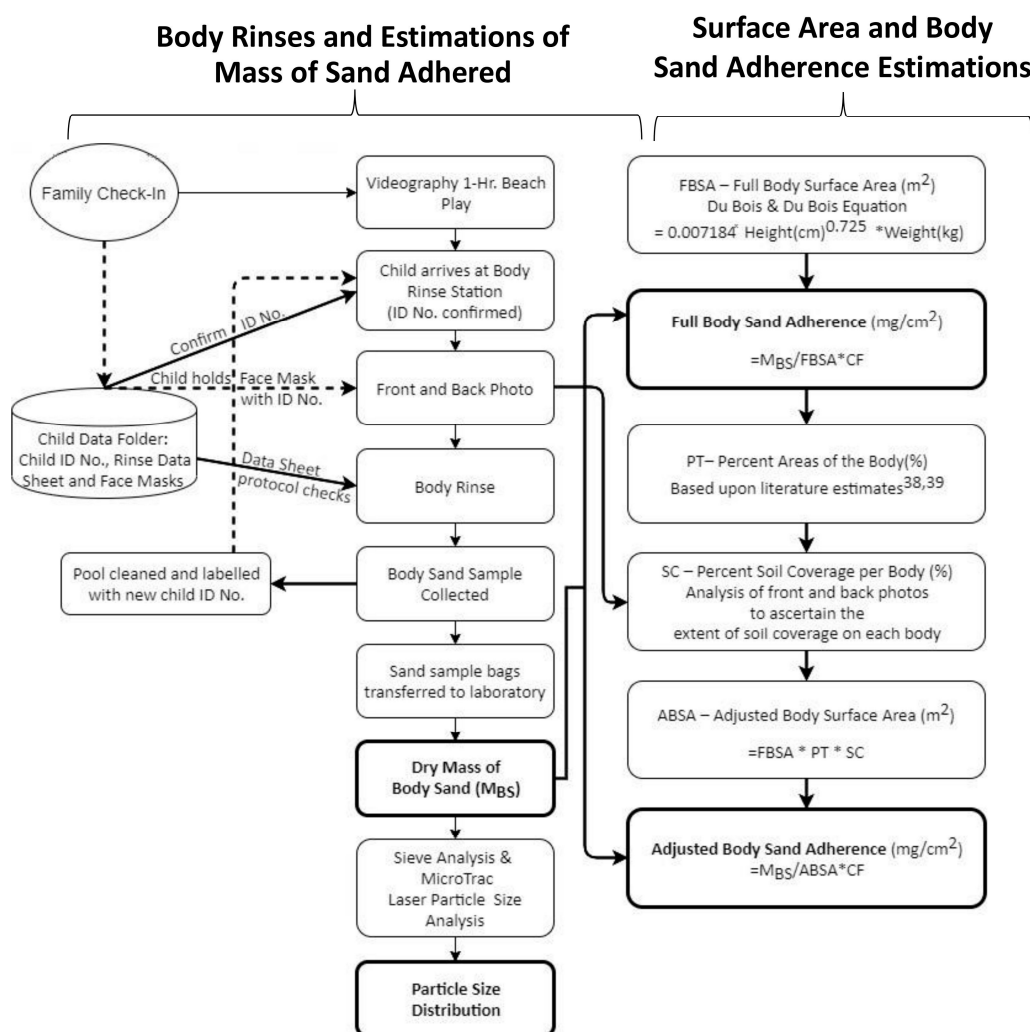 Body Rinses and Estimations of
Mass of Sand Adhered
Surface Area and Body
Sand Adherence Estimations
Family Check-In
Videography 1-Hr. Beach
Play
Child arrives at Body
Rinse Station
(ID No. confirmed)
Confirm ID No.
Child holds Face Mask
with ID No.
Front and Back Photo
Child Data Folder:
Child ID No., Rinse Data
Sheet and Face Masks
Data Sheet
protocol checks
Body Rinse
Pool cleaned and labelled
with new child ID No.
Body Sand Sample
Collected
Sand sample bags
transferred to laboratory
Dry Mass of
Body Sand (MBS)
Sieve Analysis &
MicroTrac
Laser Particle Size
Analysis
Particle Size
Distribution
FBSA – Full Body Surface Area (m²)
Du Bois & Du Bois Equation
= 0.007184* Height(cm)^0.725 *Weight(kg)
Full Body Sand Adherence (mg/cm²)
=MBS/FBSA*CF
PT– Percent Areas of the Body(%)
Based upon literature estimates38,39
SC – Percent Soil Coverage per Body (%)
Analysis of front and back photos
to ascertain the
extent of soil coverage on each body
ABSA – Adjusted Body Surface Area (m²)
=FBSA * PT * SC
Adjusted Body Sand Adherence (mg/cm²)
=MBS/ABSA*CF